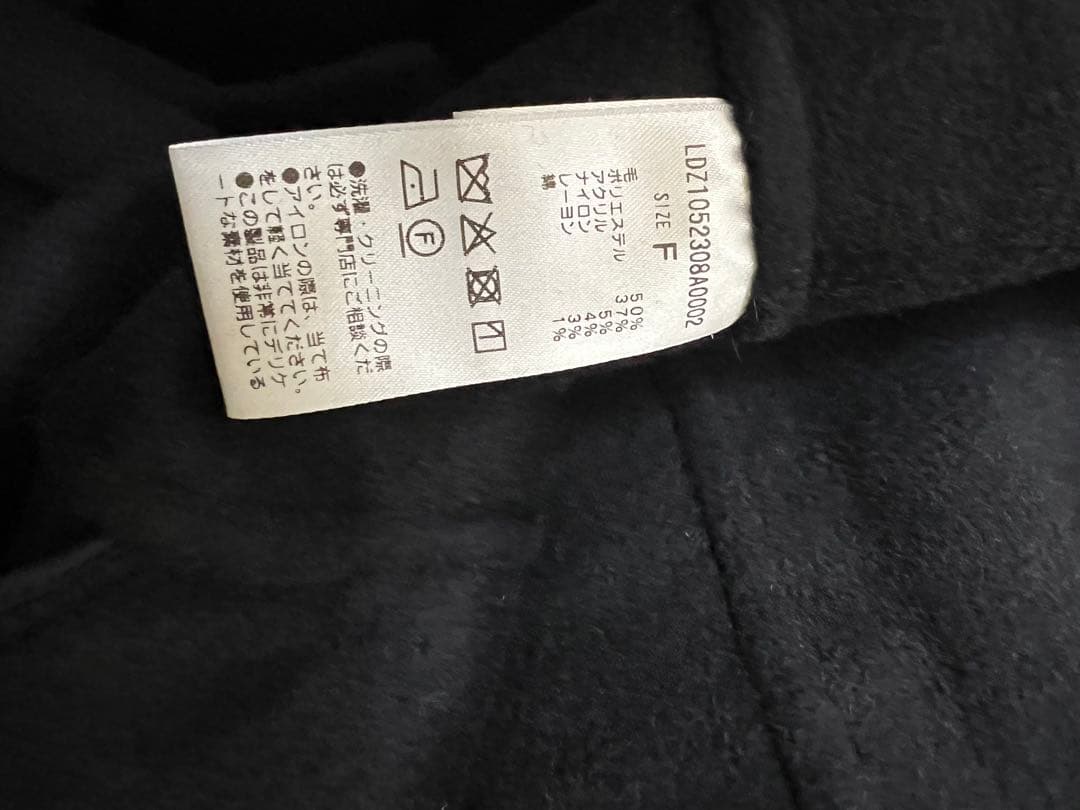 LDZ1052308A0002
SIZE F
毛 50%
ポリエステル 37%
アクリル 5%
ナイロン 4%
レーヨン 3%
綿 1%
F
●洗濯・クリーニングの際
は必ず専門店にご相談くだ
さい。
●アイロンの際は、当て布
をして軽く当ててください。
●この製品は非常にデリケ
ートな素材を使用している